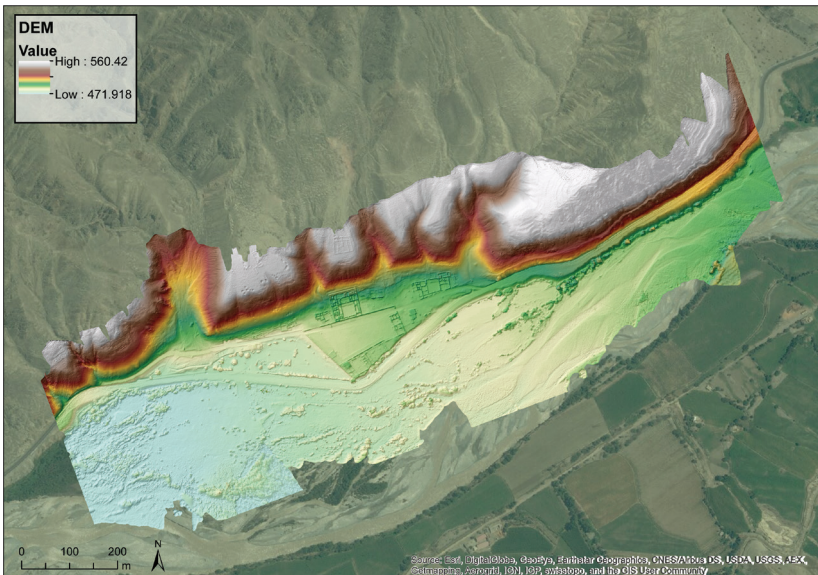 DEM
Value
High : 560.42
Low : 471.918
0 100 200
m
N
Source: Esri, DigitalGlobe, GeoEye, Earthstar Geographics, CNES/Airbus DS, USDA, USGS, AEX,
Getmapping, Aerogrid, IGN, IGP, swisstopo, and the GIS User Community